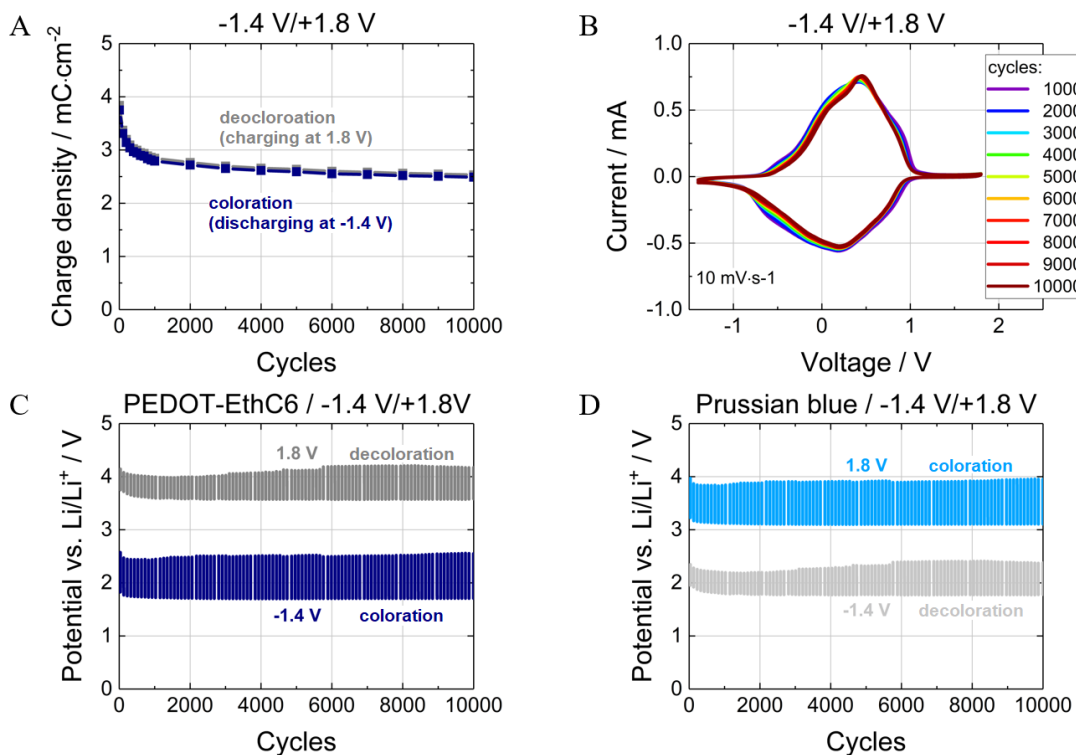 A
-1.4 V/+1.8 V
Charge density / mC·cm-2
5
4
3
2
1
0
deocloroation
(charging at 1.8 V)
coloration
(discharging at -1.4 V)
0 2000 4000 6000 8000 10000
Cycles
B
-1.4 V/+1.8 V
Current / mA
1.0
0.5
0.0
-0.5
-1.0
10 mV·s-1
cycles:
1000
2000
3000
4000
5000
6000
7000
8000
9000
10000
-1 0 1 2
Voltage / V
C
PEDOT-EthC6 / -1.4 V/+1.8V
Potential vs. Li/Li+ / V
5
4
3
2
1
0
1.8 V decoloration
-1.4 V coloration
0 2000 4000 6000 8000 10000
Cycles
D
Prussian blue / -1.4 V/+1.8 V
Potential vs. Li/Li+ / V
5
4
3
2
1
0
1.8 V coloration
-1.4 V decoloration
0 2000 4000 6000 8000 10000
Cycles